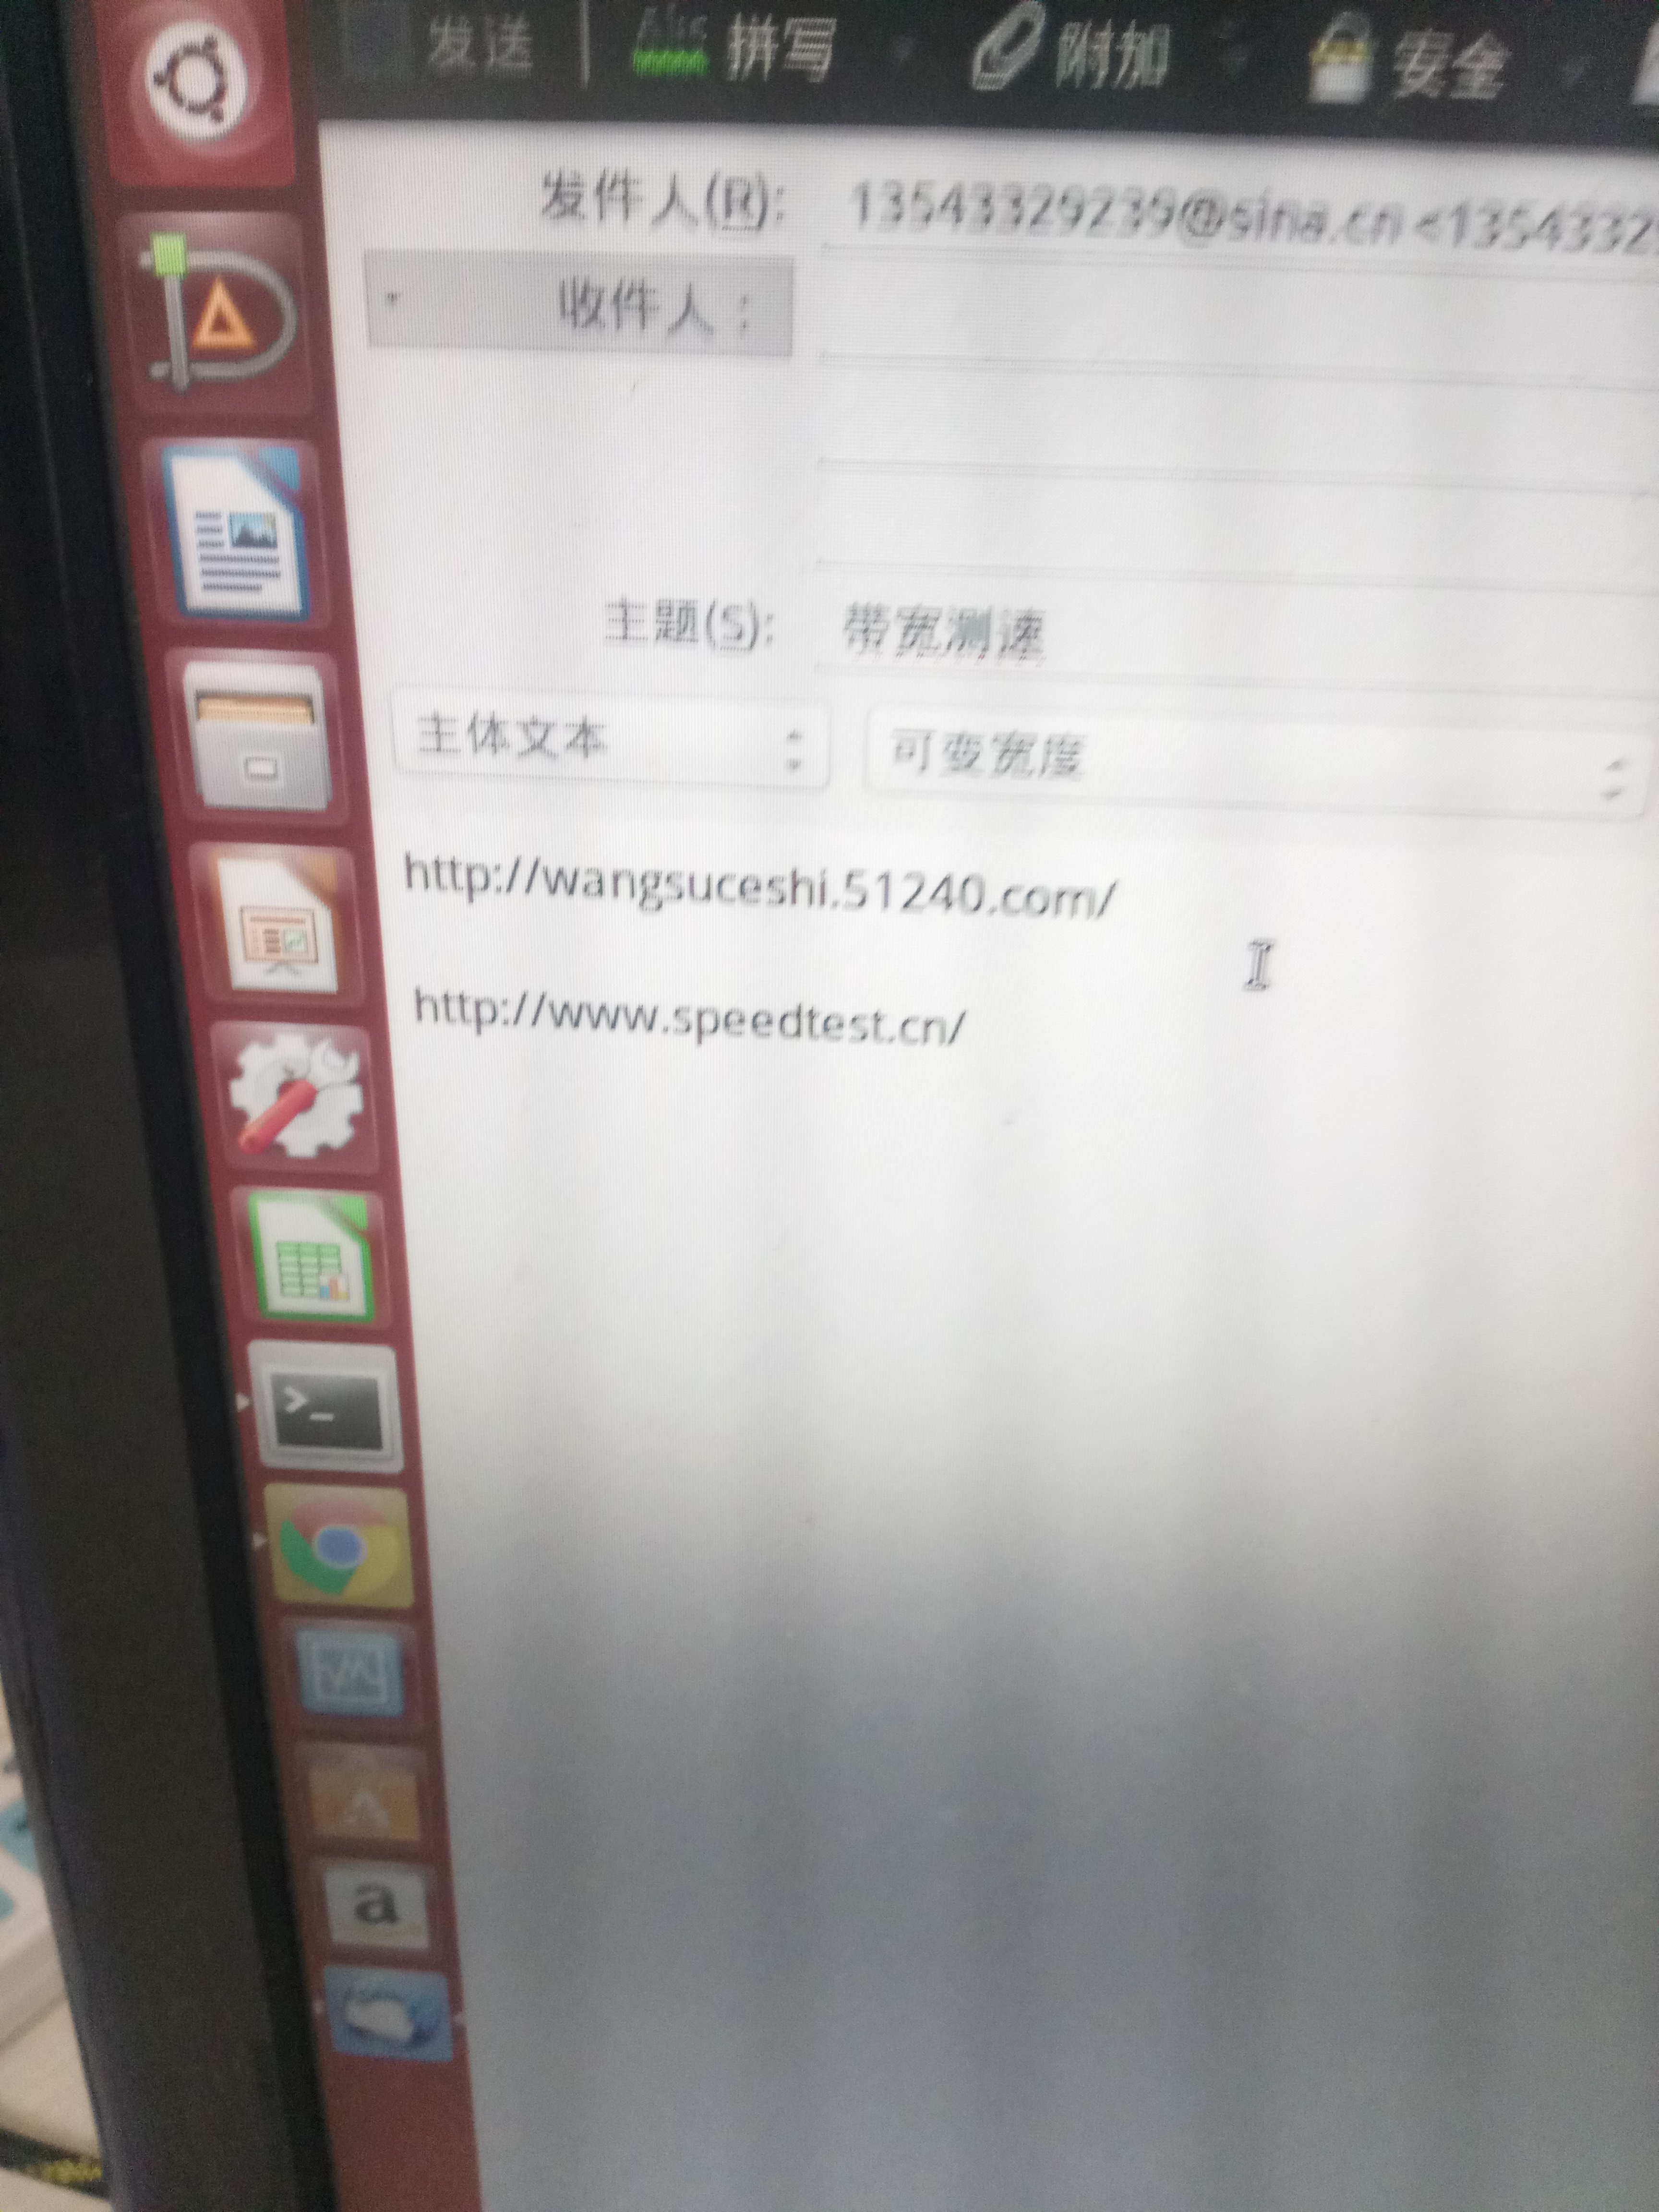 发送 Abc 拼写 附加 安全
发件人(R): 13543329239@sina.cn <1354332
收件人：
主题(S): 带宽测速
主体文本 可变宽度
http://wangsuceshi.51240.com/
http://www.speedtest.cn/
>_
A
a